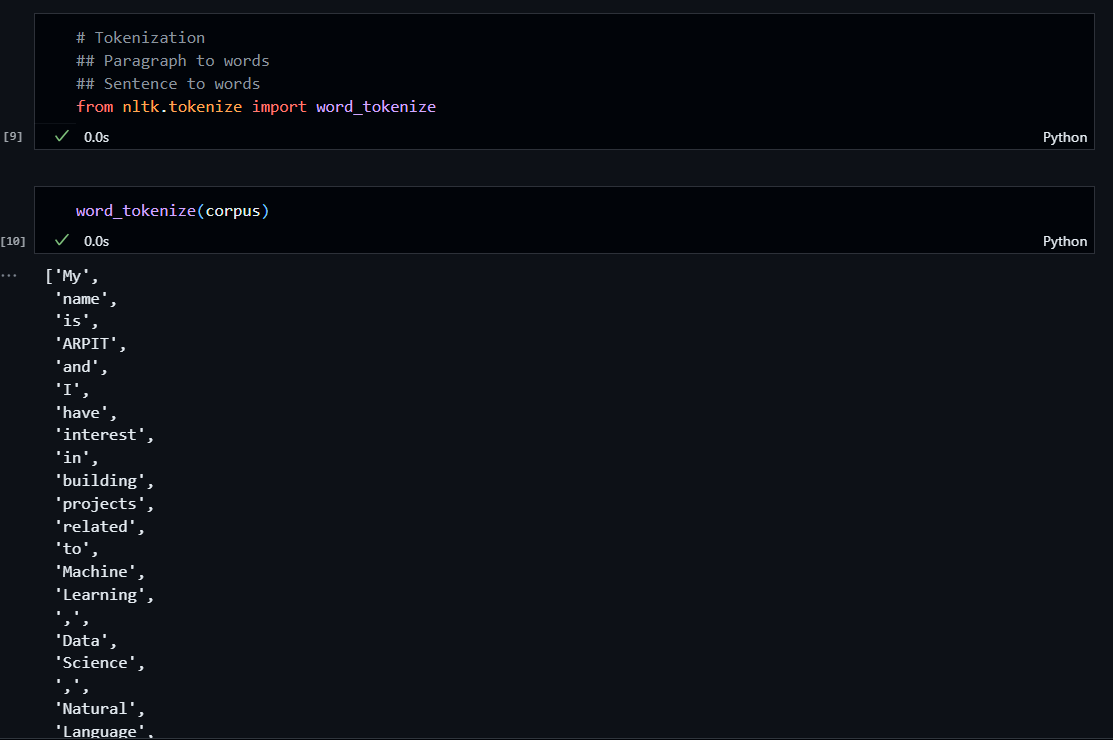 # Tokenization
## Paragraph to words
## Sentence to words
from nltk.tokenize import word_tokenize
[9]
0.0s
Python
word_tokenize(corpus)
[10]
0.0s
Python
...
['My',
'name',
'is',
'ARPIT',
'and',
'I',
'have',
'interest',
'in',
'building',
'projects',
'related',
'to',
'Machine',
'Learning',
',',
'Data',
'Science',
',',
'Natural',
'Language',